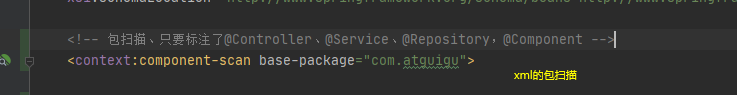 <!-- 包扫描、只要标注了@Controller、@Service、@Repository，@Component -->
<context:component-scan base-package="com.atguigu">
xml的包扫描